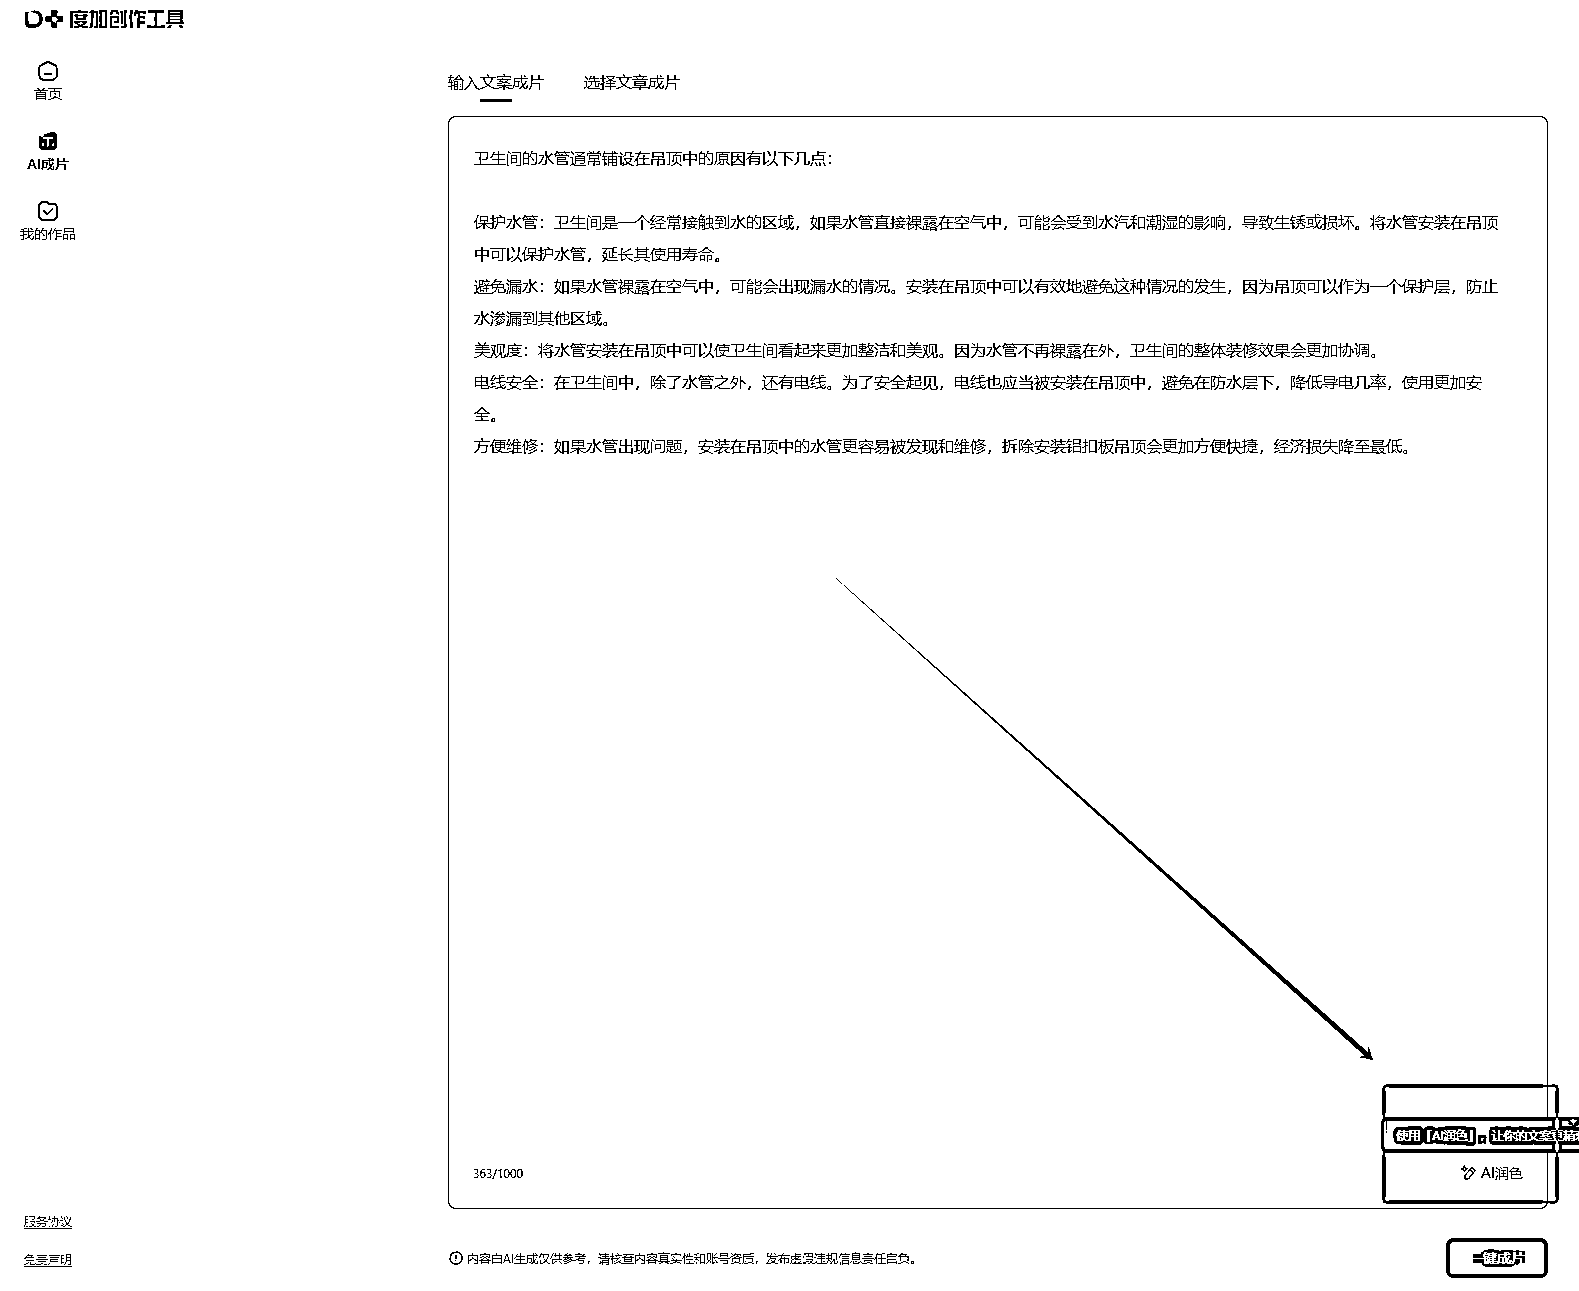 度加创作工具
首页
AI成片
我的作品
输入文案成片 选择文章成片
卫生间的水管通常铺设在吊顶中的原因有以下几点：
保护水管：卫生间是一个经常接触到水的区域，如果水管直接裸露在空气中，可能会受到水汽和潮湿的影响，导致生锈或损坏。将水管安装在吊顶
中可以保护水管，延长其使用寿命。
避免漏水：如果水管裸露在空气中，可能会出现漏水的情况。安装在吊顶中可以有效地避免这种情况的发生，因为吊顶可以作为一个保护层，防止
水渗漏到其他区域。
美观度：将水管安装在吊顶中可以使卫生间看起来更加整洁和美观。因为水管不再裸露在外，卫生间的整体装修效果会更加协调。
电线安全：在卫生间中，除了水管之外，还有电线。为了安全起见，电线也应当被安装在吊顶中，避免在防水层下，降低导电几率，使用更加安
全。
方便维修：如果水管出现问题，安装在吊顶中的水管更容易被发现和维修，拆除安装铝扣板吊顶会更加方便快捷，经济损失降至最低。
使用「AI润色」，让你的文案更精
363/1000
AI润色
服务协议
免责声明
内容由AI生成仅供参考，请核查内容真实性和账号资质，发布虚假违规信息责任自负。
一键成片